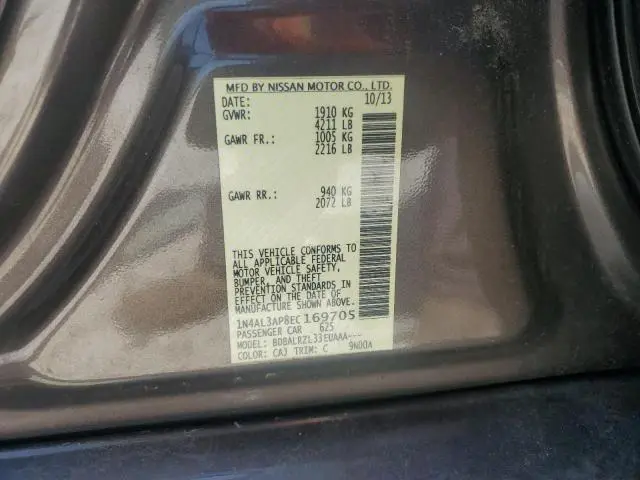 MFD BY NISSAN MOTOR CO., LTD.
DATE: 10/13
GVWR: 1910 KG
4211 LB
GAWR FR.: 1005 KG
2216 LB
GAWR RR.: 940 KG
2072 LB
THIS VEHICLE CONFORMS TO
ALL APPLICABLE FEDERAL
MOTOR VEHICLE SAFETY,
BUMPER, AND THEFT
PREVENTION STANDARDS
IN EFFECT ON THE DATE OF
MANUFACTURE SHOWN ABOVE.
1N4AL3AP8EC169705
PASSENGER CAR 625
MODEL: BDBALRZL33EUAAA---
COLOR: CAJ TRIM: C 9N00A